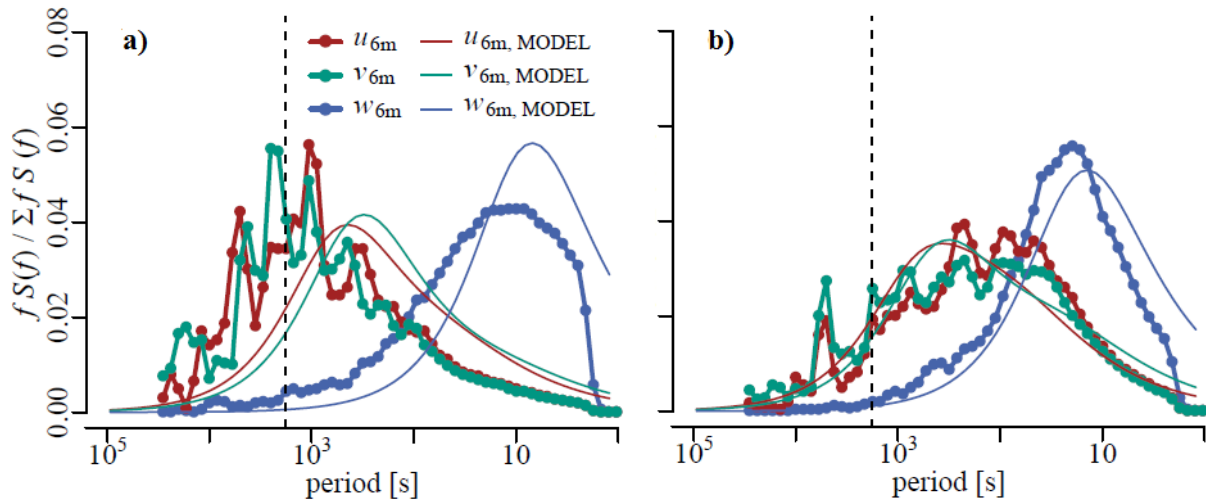 a)
b)
u6m
u6m, MODEL
v6m
v6m, MODEL
w6m
w6m, MODEL
f S(f) / Σ f S (f)
0.08
0.06
0.04
0.02
0.00
10^5
10^3
10
period [s]
10^5
10^3
10
period [s]